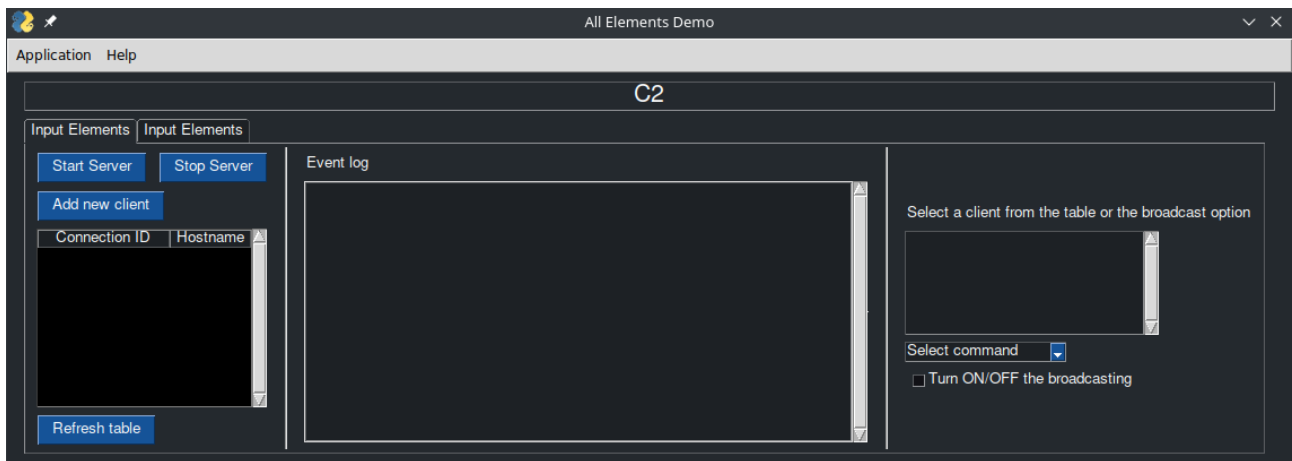 All Elements Demo
Application Help
C2
Input Elements Input Elements
Start Server Stop Server
Add new client
Connection ID Hostname
Refresh table
Event log
Select a client from the table or the broadcast option
Select command
Turn ON/OFF the broadcasting